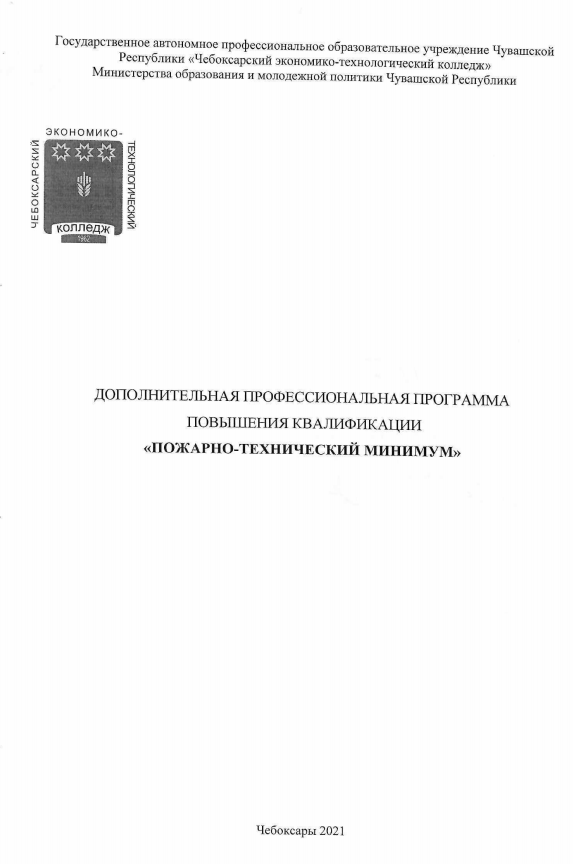 Государственное автономное профессиональное образовательное учреждение Чувашской
Республики «Чебоксарский экономико-технологический колледж»
Министерства образования и молодежной политики Чувашской Республики
ЧЕБОКСАРСКИЙ
ЭКОНОМИКО-
ТЕХНОЛОГИЧЕСКИЙ
колледж
1962
ДОПОЛНИТЕЛЬНАЯ ПРОФЕССИОНАЛЬНАЯ ПРОГРАММА
ПОВЫШЕНИЯ КВАЛИФИКАЦИИ
«ПОЖАРНО-ТЕХНИЧЕСКИЙ МИНИМУМ»
Чебоксары 2021